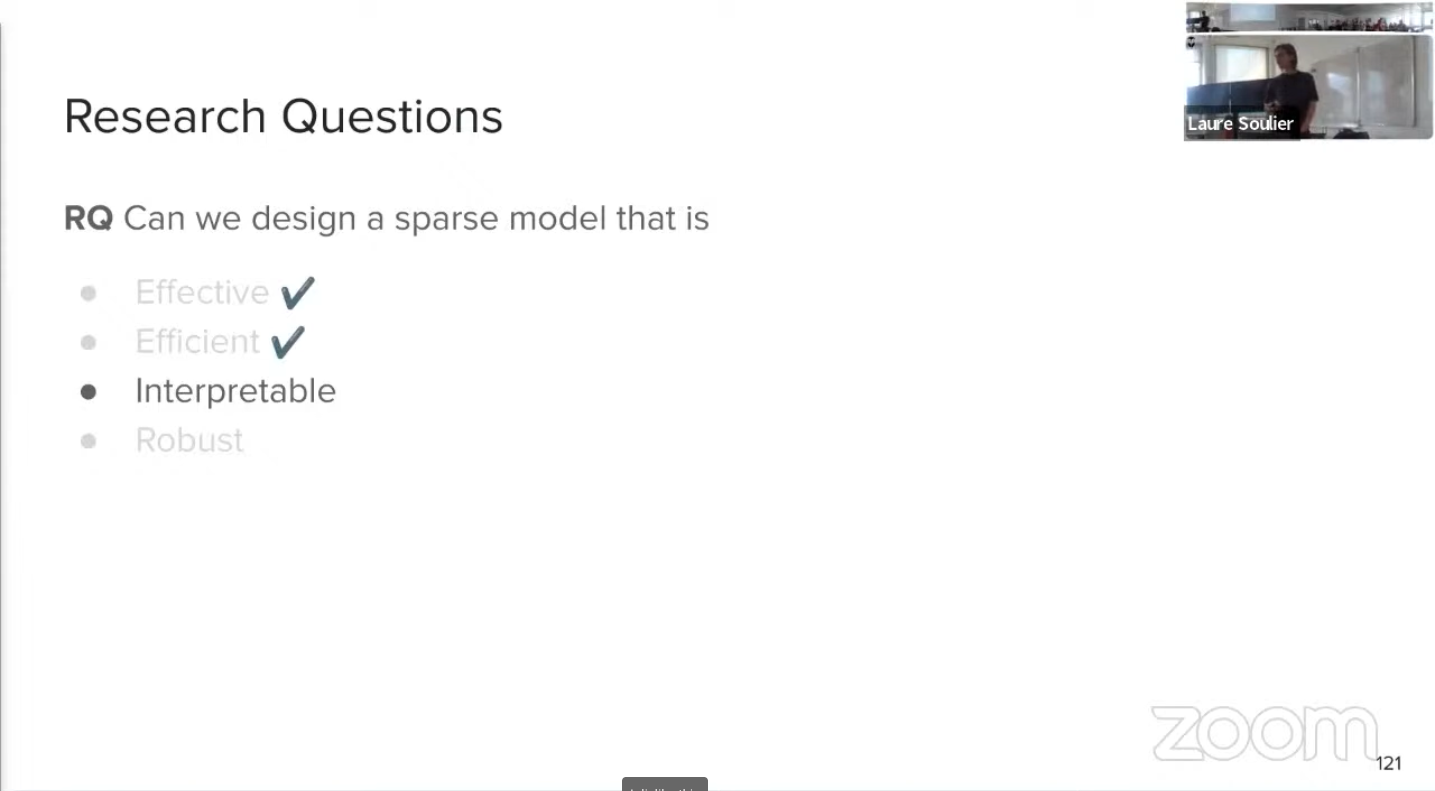 Research Questions
Laure Soulier
RQ Can we design a sparse model that is
Effective ✔
Efficient ✔
Interpretable
Robust
zoom
121